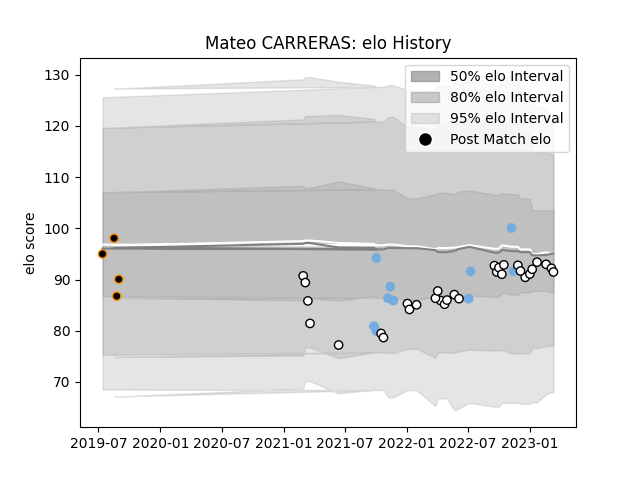 Mateo CARRERAS: elo History
50% elo Interval
80% elo Interval
95% elo Interval
Post Match elo
elo score
130
120
110
100
90
80
70
2019-07 2020-01 2020-07 2021-01 2021-07 2022-01 2022-07 2023-01